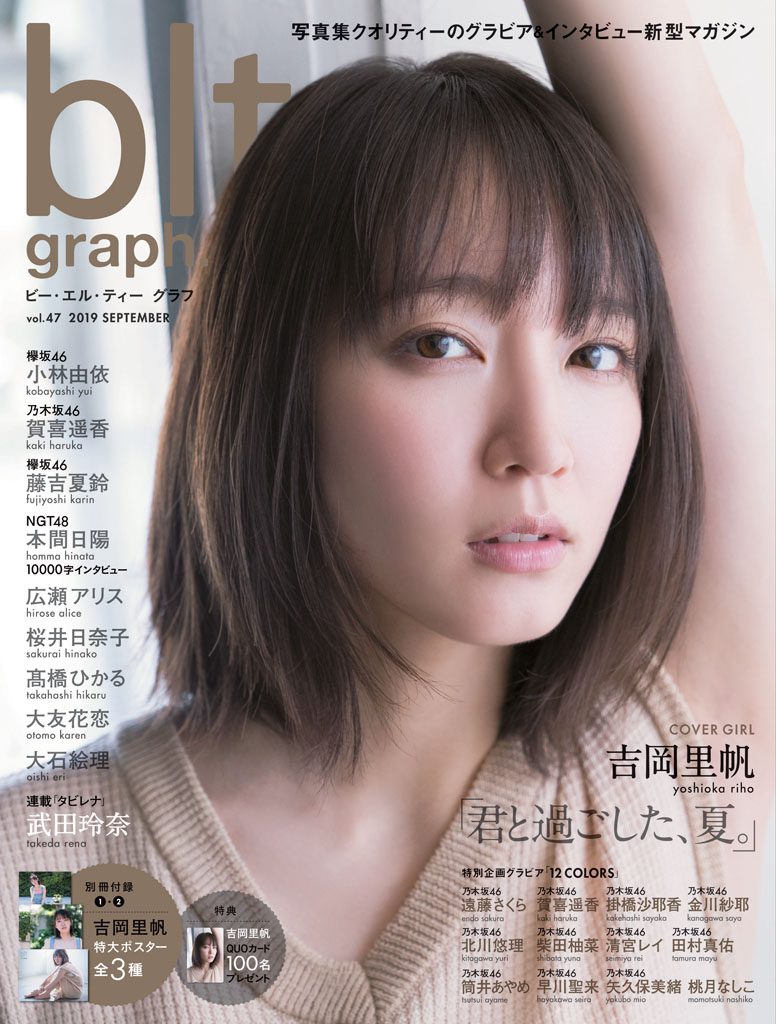 写真集クオリティーのグラビア&インタビュー新型マガジン
blt
graph.
ビー・エル・ティー グラフ
vol.47 2019 SEPTEMBER
欅坂46
小林由依
kobayashi yui
乃木坂46
賀喜遥香
kaki haruka
欅坂46
藤吉夏鈴
fujiyoshi karin
NGT48
本間日陽
homma hinata
10000字インタビュー
広瀬アリス
hirose alice
桜井日奈子
sakurai hinako
髙橋ひかる
takahashi hikaru
大友花恋
otomo karen
大石絵理
oishi eri
連載「タビレナ」
武田玲奈
takeda rena
COVER GIRL
吉岡里帆
yoshioka riho
「君と過ごした、夏。」
特別企画グラビア「12 COLORS」
乃木坂46 乃木坂46 乃木坂46 乃木坂46
遠藤さくら 賀喜遥香 掛橋沙耶香 金川紗耶
endo sakura kaki haruka kakehashi sayaka kanagawa saya
乃木坂46 乃木坂46 乃木坂46 乃木坂46
北川悠理 柴田柚菜 清宮レイ 田村真佑
kitagawa yuri shibata yuna seimiya rei tamura mayu
乃木坂46 乃木坂46 乃木坂46
筒井あやめ 早川聖来 矢久保美緒 桃月なしこ
tsutsui ayame hayakawa seira yakubo mio momotsuki nashiko
別冊付録
1+2
吉岡里帆
特大ポスター
全3種
特典
吉岡里帆
QUOカード
100名
プレゼント